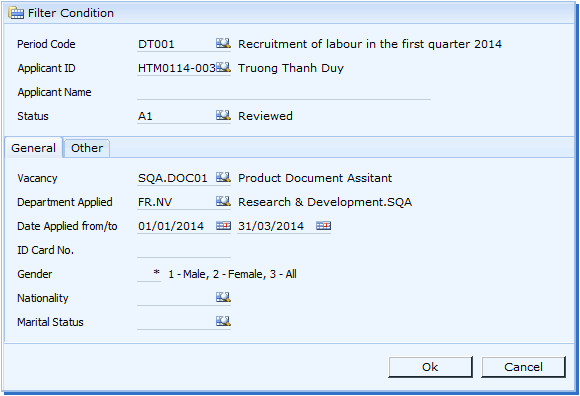 Filter Condition
Period Code DT001 Recruitment of labour in the first quarter 2014
Applicant ID HTM0114-003 Truong Thanh Duy
Applicant Name
Status A1 Reviewed
General Other
Vacancy SQA.DOC01 Product Document Assitant
Department Applied FR.NV Research & Development.SQA
Date Applied from/to 01/01/2014 31/03/2014
ID Card No.
Gender * 1 - Male, 2 - Female, 3 - All
Nationality
Marital Status
Ok Cancel